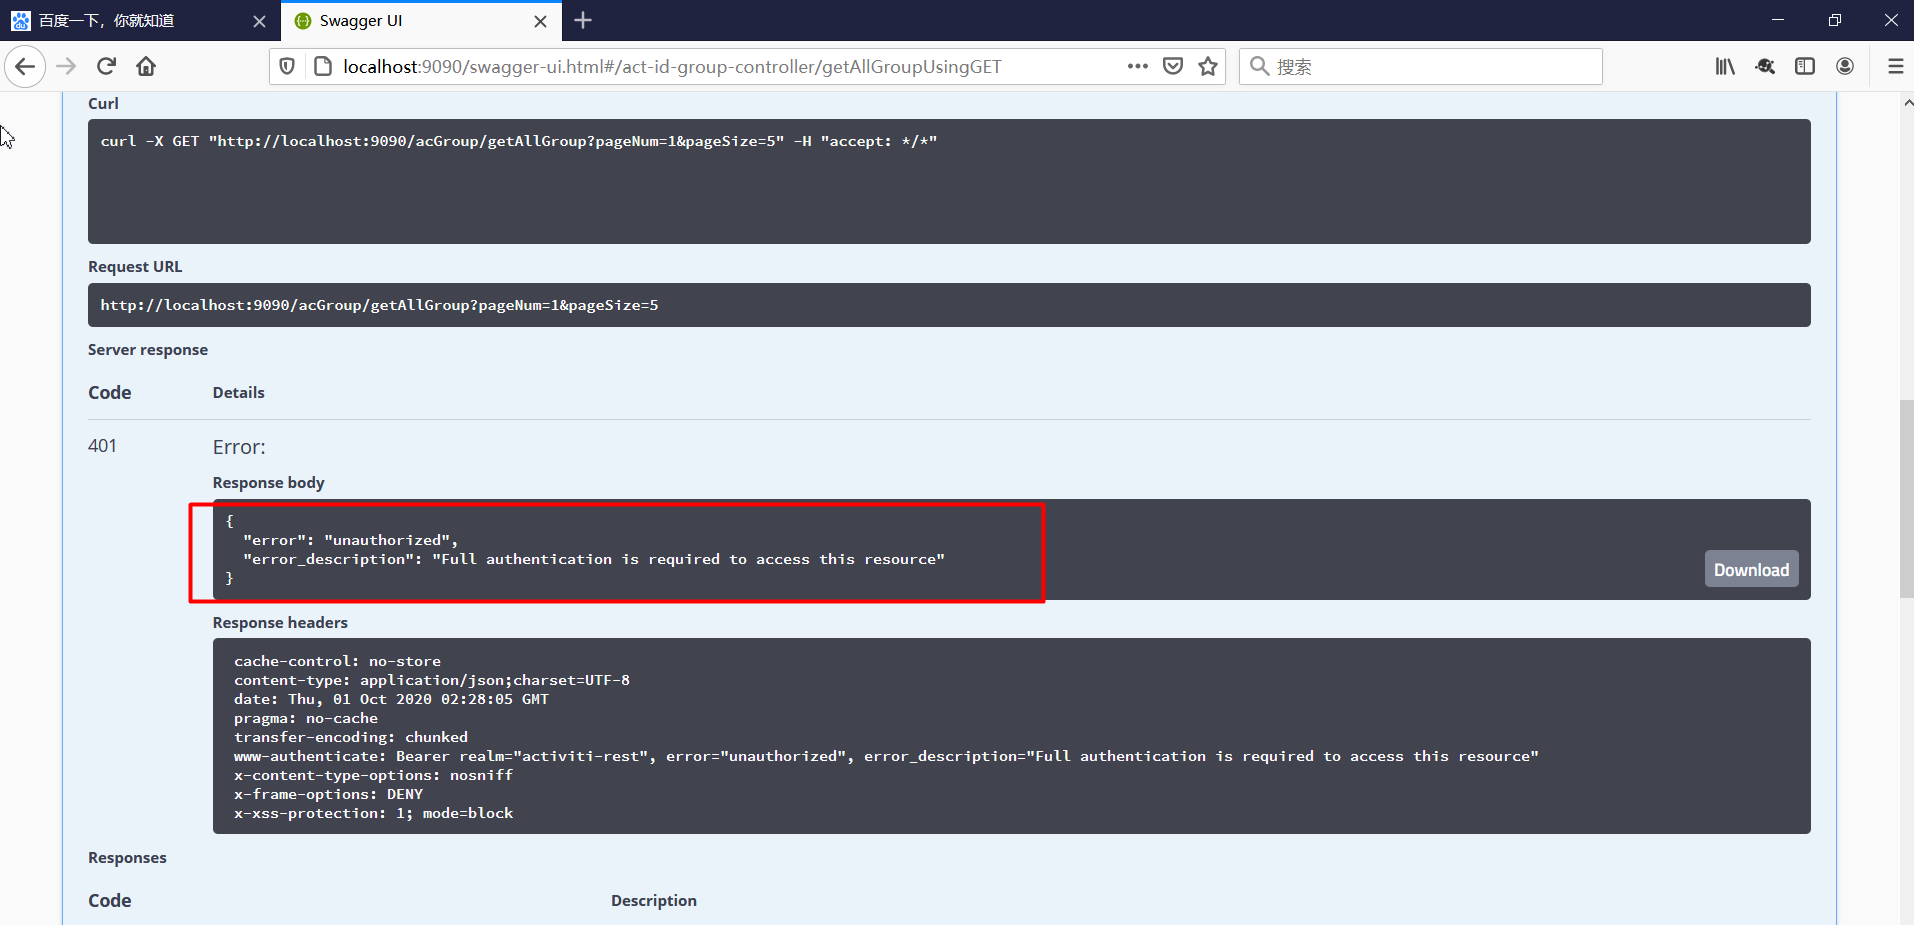 百度一下，你就知道
Swagger UI
localhost:9090/swagger-ui.html#/act-id-group-controller/getAllGroupUsingGET
搜索
Curl
curl -X GET "http://localhost:9090/acGroup/getAllGroup?pageNum=1&pageSize=5" -H "accept: */*"
Request URL
http://localhost:9090/acGroup/getAllGroup?pageNum=1&pageSize=5
Server response
Code Details
401 Error:
Response body
{
"error": "unauthorized",
"error_description": "Full authentication is required to access this resource"
}
Download
Response headers
cache-control: no-store
content-type: application/json;charset=UTF-8
date: Thu, 01 Oct 2020 02:28:05 GMT
pragma: no-cache
transfer-encoding: chunked
www-authenticate: Bearer realm="activiti-rest", error="unauthorized", error_description="Full authentication is required to access this resource"
x-content-type-options: nosniff
x-frame-options: DENY
x-xss-protection: 1; mode=block
Responses
Code Description